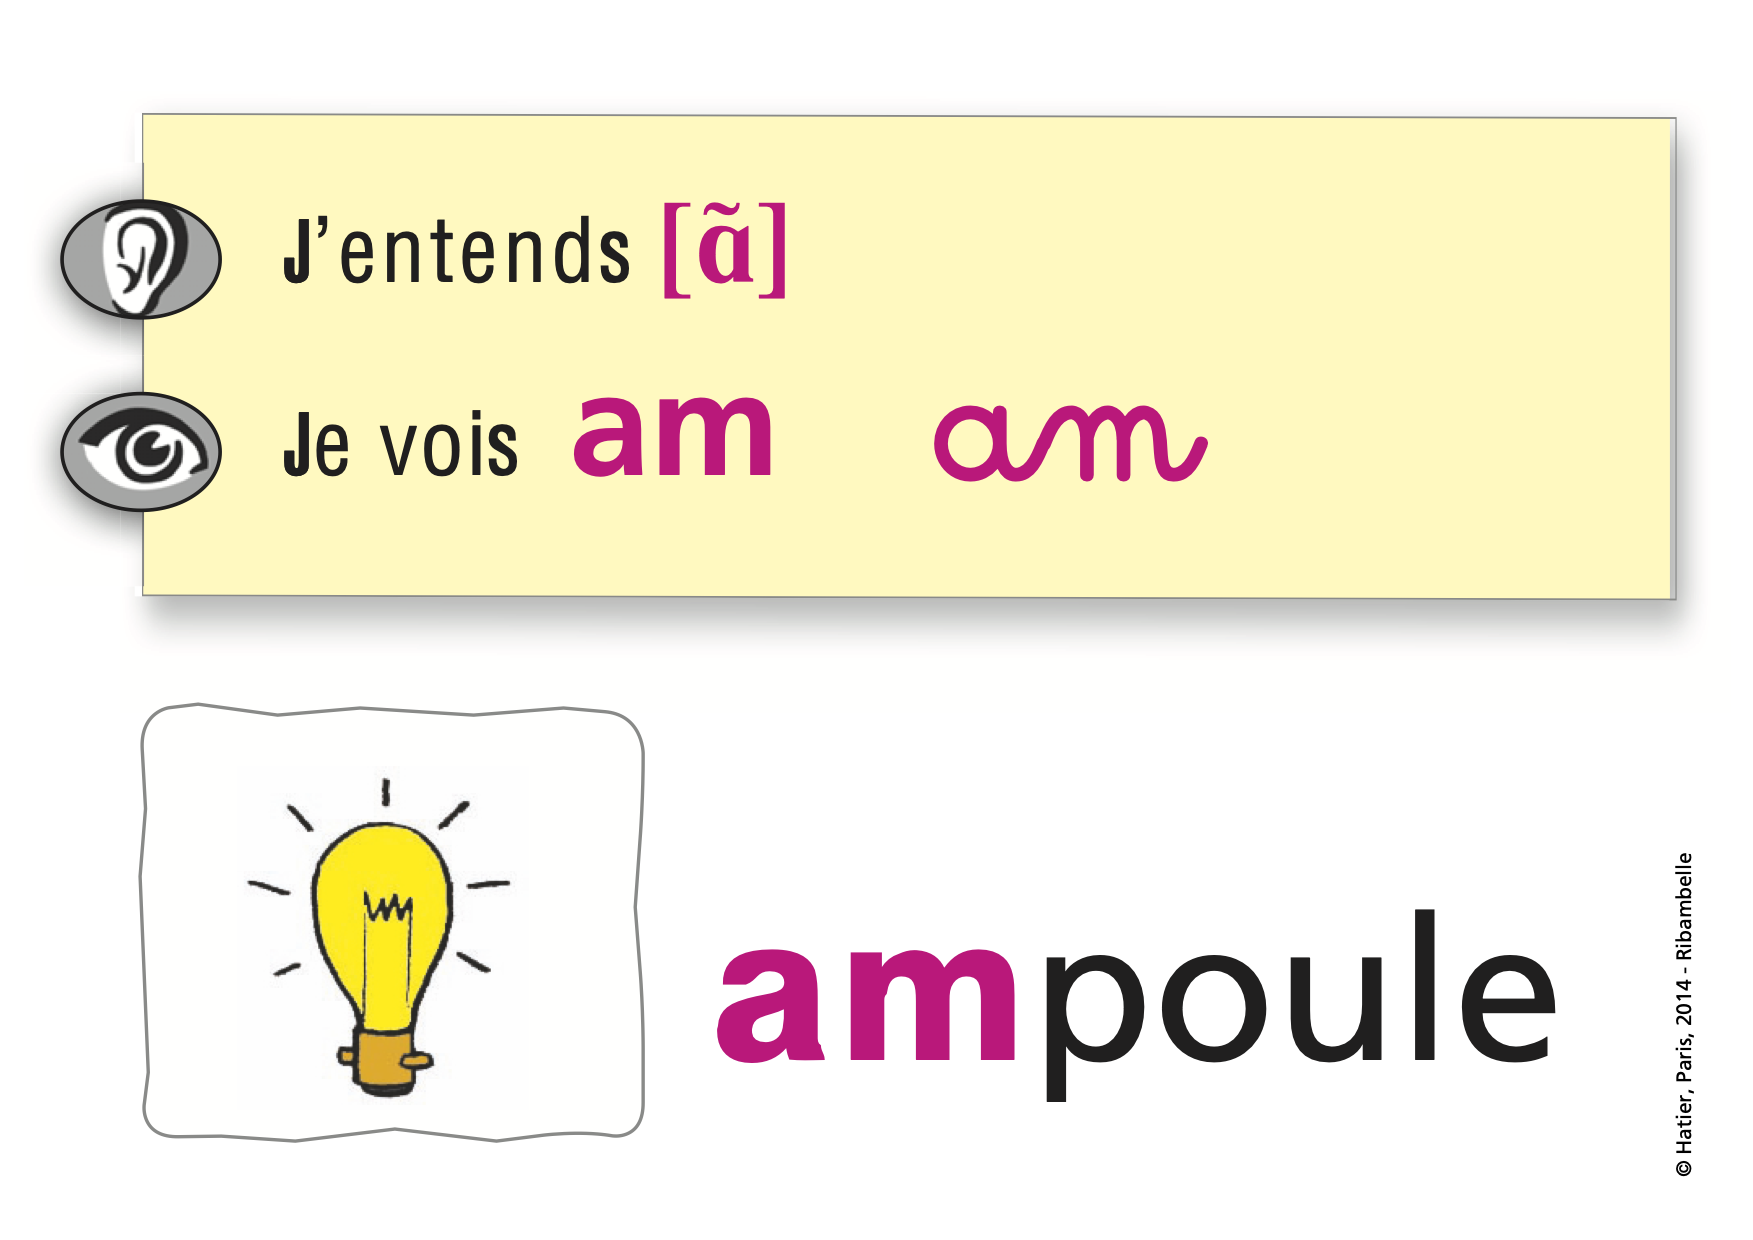 J'entends [ɑ̃]
Je vois am am
ampoule
© Hatier, Paris, 2014 - Ribambelle